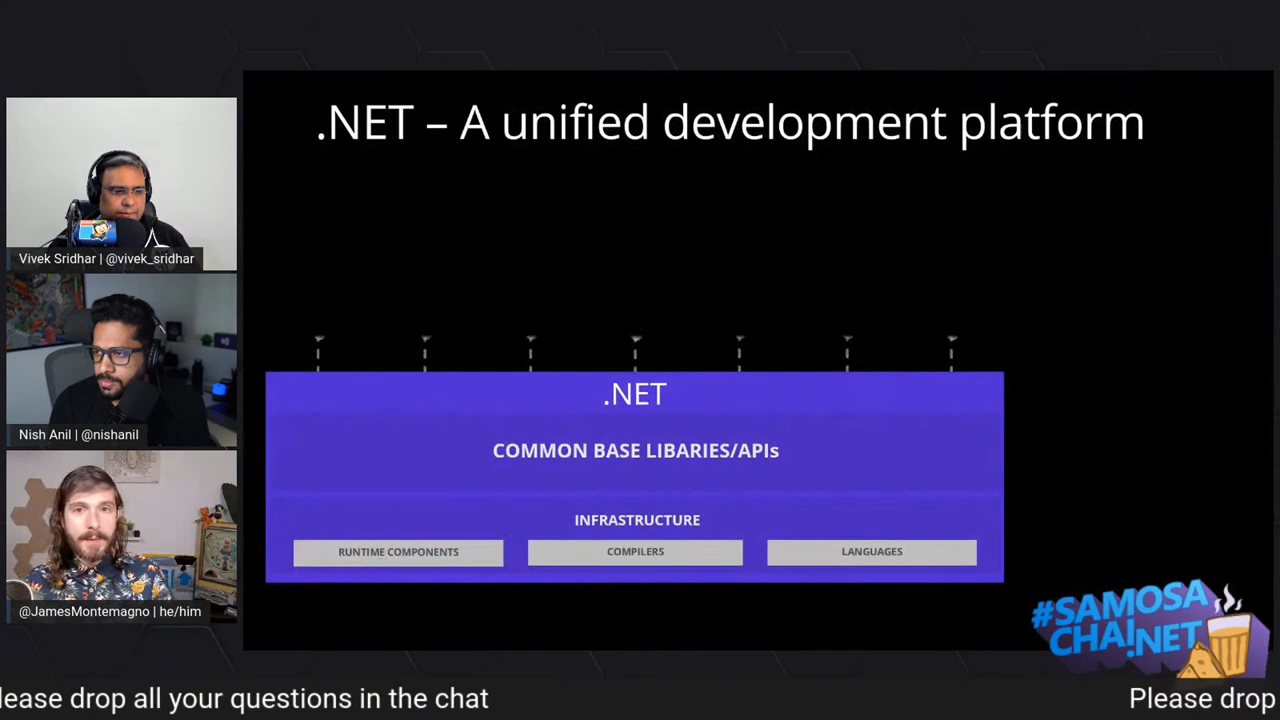 .NET – A unified development platform
Vivek Sridhar | @vivek_sridhar
Nish Anil | @nishanil
@JamesMontemagno | he/him
.NET
COMMON BASE LIBARIES/APIs
INFRASTRUCTURE
RUNTIME COMPONENTS
COMPILERS
LANGUAGES
#SAMOSA
CHAI.NET
lease drop all your questions in the chat
Please drop